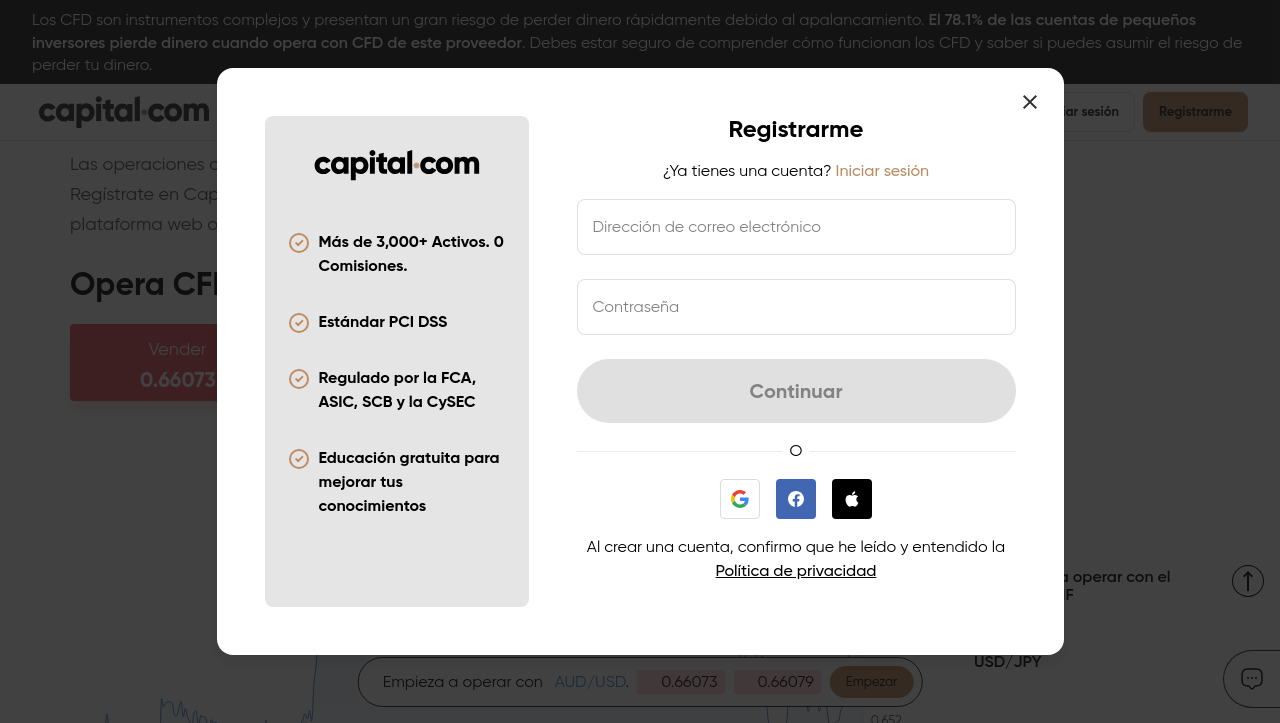 Los CFD son instrumentos complejos y presentan un gran riesgo de perder dinero rápidamente debido al apalancamiento. El 78.1% de las cuentas de pequeños
inversores pierde dinero cuando opera con CFD de este proveedor. Debes estar seguro de comprender cómo funcionan los CFD y saber si puedes asumir el riesgo de
perder tu dinero.
capital.com
sesión
Registrarme
Las operaciones
Regístrate en
plataforma web
Opera
Vender
0.66073
capital.com
Más de 3,000+ Activos. 0
Comisiones.
Estándar PCI DSS
Regulado por la FCA,
ASIC, SCB y la CySEC
Educación gratuita para
mejorar tus
conocimientos
Registrarme
¿Ya tienes una cuenta? Iniciar sesión
Dirección de correo electrónico
Contraseña
Continuar
O
Al crear una cuenta, confirmo que he leído y entendido la
Política de privacidad
a operar con el
USD/JPY
Empieza a operar con AUD/USD. 0.66073 0.66079 Empezar
0.652